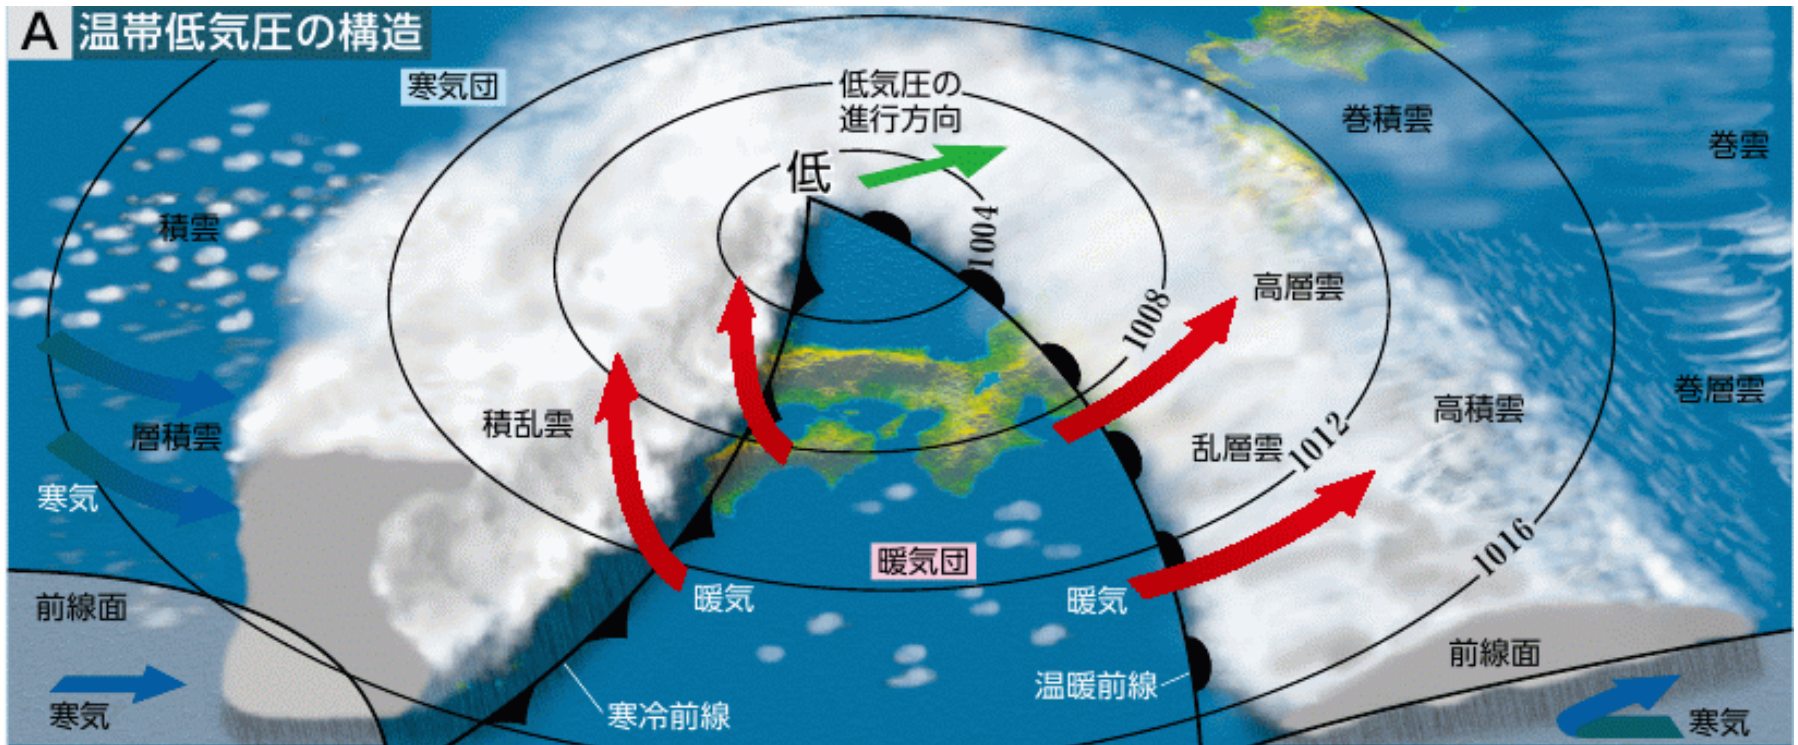 A 温帯低気圧の構造
寒気団
低気圧の
進行方向
巻積雲
巻雲
低
積雲
1004
高層雲
1008
巻層雲
高積雲
積乱雲
層積雲
乱層雲
1012
寒気
1016
暖気団
暖気
暖気
前線面
前線面
温暖前線
寒気
寒冷前線
寒気